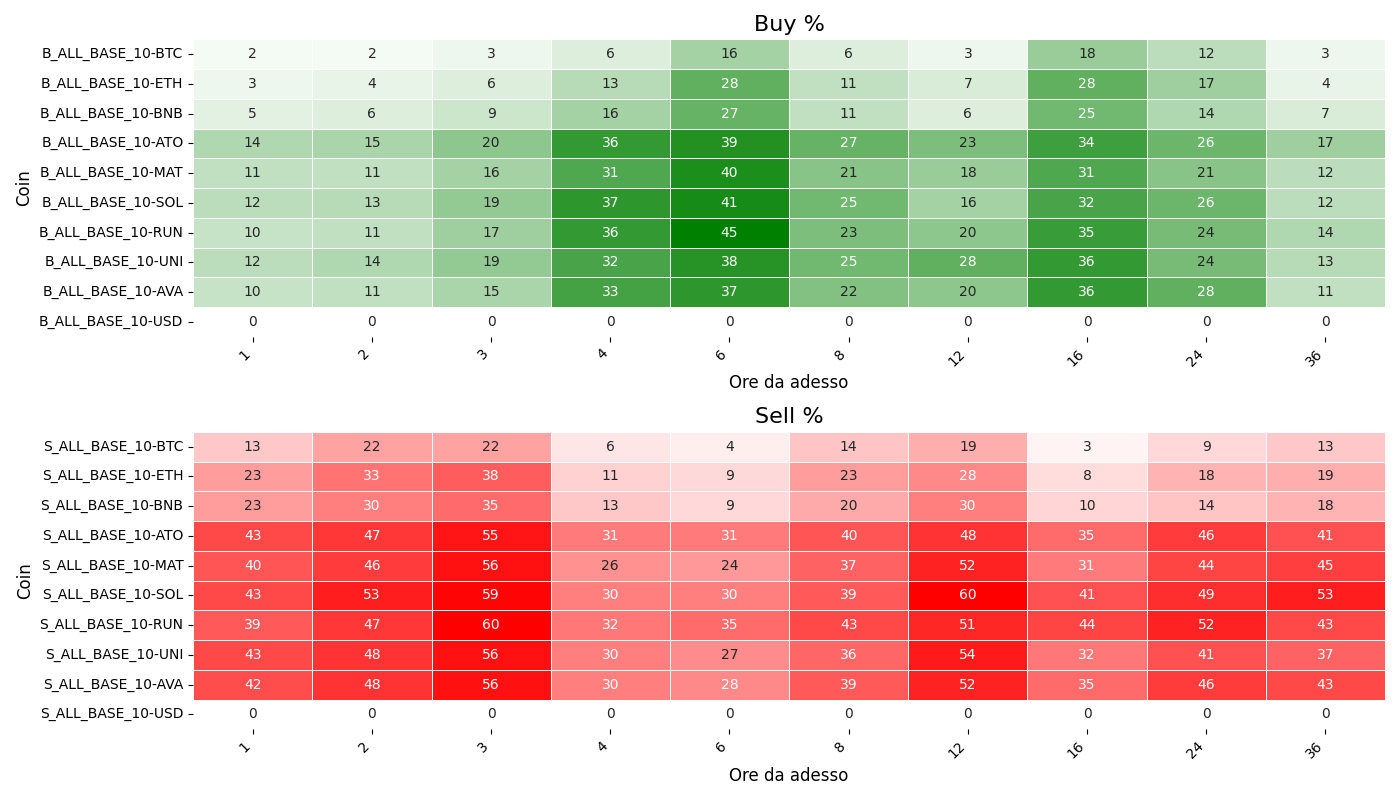 Buy %
Coin
B_ALL_BASE_10-BTC 2 2 3 6 16 6 3 18 12 3
B_ALL_BASE_10-ETH 3 4 6 13 28 11 7 28 17 4
B_ALL_BASE_10-BNB 5 6 9 16 27 11 6 25 14 7
B_ALL_BASE_10-ATO 14 15 20 36 39 27 23 34 26 17
B_ALL_BASE_10-MAT 11 11 16 31 40 21 18 31 21 12
B_ALL_BASE_10-SOL 12 13 19 37 41 25 16 32 26 12
B_ALL_BASE_10-RUN 10 11 17 36 45 23 20 35 24 14
B_ALL_BASE_10-UNI 12 14 19 32 38 25 28 36 24 13
B_ALL_BASE_10-AVA 10 11 15 33 37 22 20 36 28 11
B_ALL_BASE_10-USD 0 0 0 0 0 0 0 0 0 0
1 2 3 4 6 8 12 16 24 36
Ore da adesso
Sell %
Coin
S_ALL_BASE_10-BTC 13 22 22 6 4 14 19 3 9 13
S_ALL_BASE_10-ETH 23 33 38 11 9 23 28 8 18 19
S_ALL_BASE_10-BNB 23 30 35 13 9 20 30 10 14 18
S_ALL_BASE_10-ATO 43 47 55 31 31 40 48 35 46 41
S_ALL_BASE_10-MAT 40 46 56 26 24 37 52 31 44 45
S_ALL_BASE_10-SOL 43 53 59 30 30 39 60 41 49 53
S_ALL_BASE_10-RUN 39 47 60 32 35 43 51 44 52 43
S_ALL_BASE_10-UNI 43 48 56 30 27 36 54 32 41 37
S_ALL_BASE_10-AVA 42 48 56 30 28 39 52 35 46 43
S_ALL_BASE_10-USD 0 0 0 0 0 0 0 0 0 0
1 2 3 4 6 8 12 16 24 36
Ore da adesso